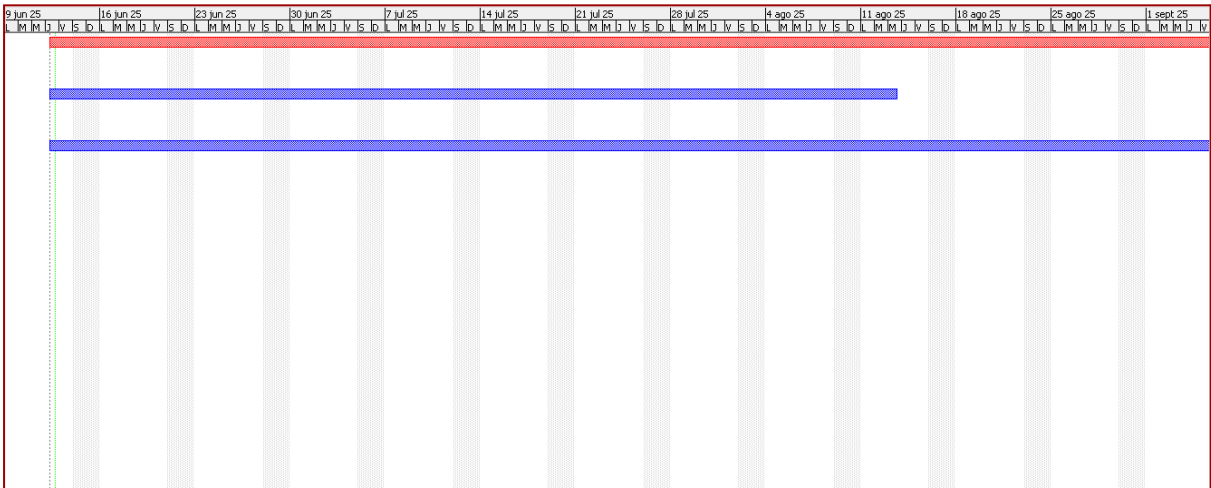 9 jun 25 16 jun 25 23 jun 25 30 jun 25 7 jul 25 14 jul 25 21 jul 25 28 jul 25 4 ago 25 11 ago 25 18 ago 25 25 ago 25 1 sept 25
L M M J V S D L M M J V S D L M M J V S D L M M J V S D L M M J V S D L M M J V S D L M M J V S D L M M J V S D L M M J V S D L M M J V S D L M M J V S D L M M J V S D L M M J V